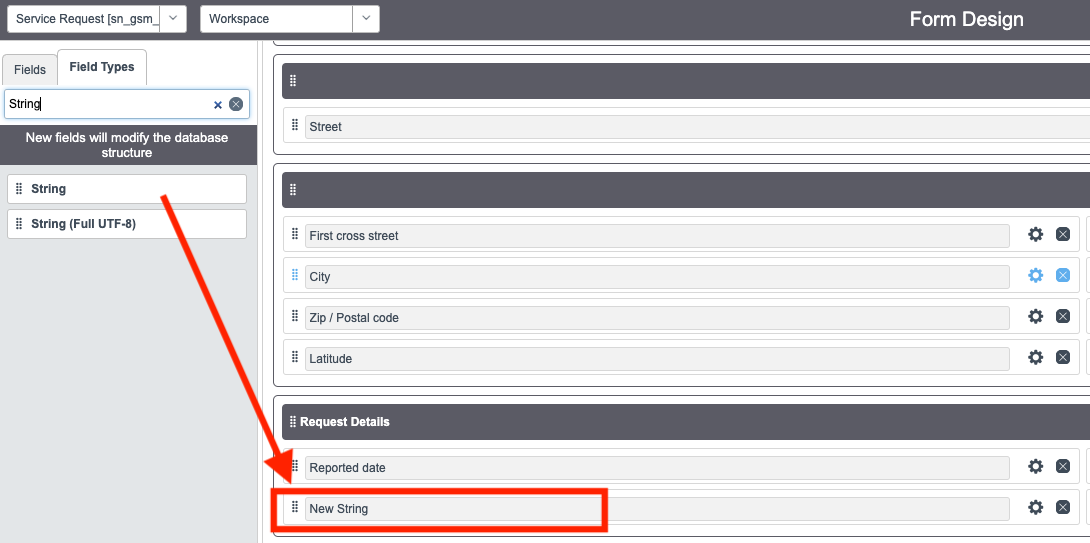 Service Request [sn_gsm_
Workspace
Form Design
Fields
Field Types
String
New fields will modify the database
structure
String
String (Full UTF-8)
Street
First cross street
City
Zip / Postal code
Latitude
Request Details
Reported date
New String